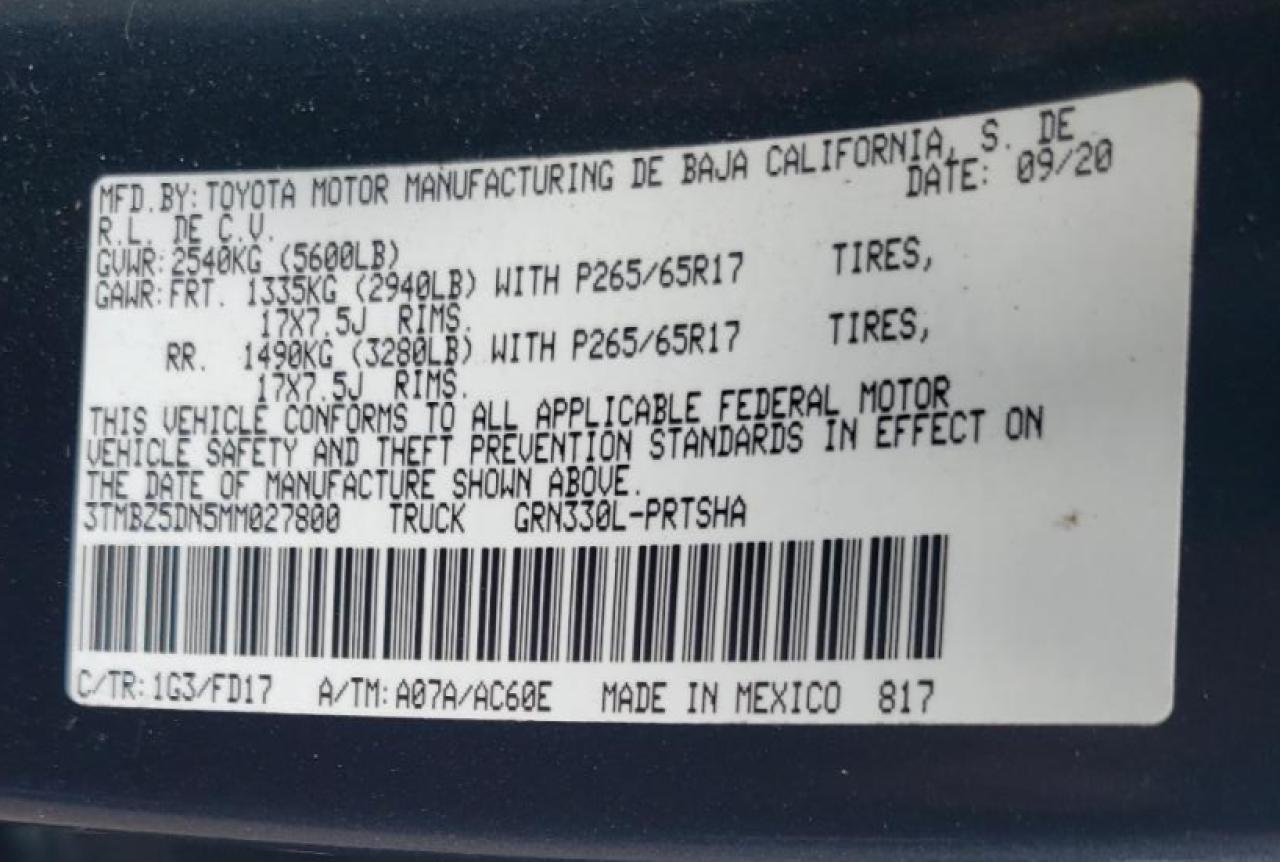 MFD.BY: TOYOTA MOTOR MANUFACTURING DE BAJA CALIFORNIA, S. DE
R.L. DE C.V. DATE: 09/20
GVWR: 2540KG (5600LB)
GAWR: FRT. 1335KG (2940LB) WITH P265/65R17 TIRES,
17X7.5J RIMS.
RR. 1490KG (3280LB) WITH P265/65R17 TIRES,
17X7.5J RIMS.
THIS VEHICLE CONFORMS TO ALL APPLICABLE FEDERAL MOTOR
VEHICLE SAFETY AND THEFT PREVENTION STANDARDS IN EFFECT ON
THE DATE OF MANUFACTURE SHOWN ABOVE.
3TMBZ5DN5MM027800 TRUCK GRN330L-PRTSHA
C/TR: 1G3/FD17 A/TM: A07A/AC60E MADE IN MEXICO 817